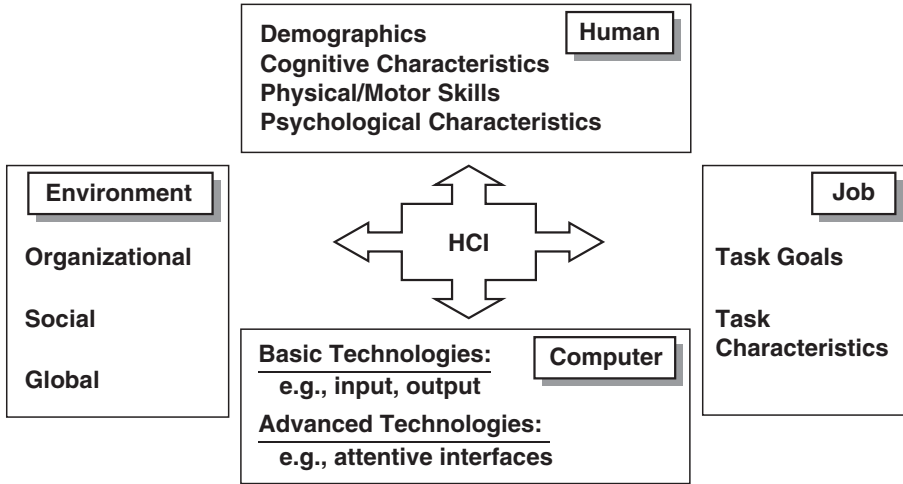 Human
Demographics
Cognitive Characteristics
Physical/Motor Skills
Psychological Characteristics
Environment
Organizational
Social
Global
HCI
Job
Task Goals
Task
Characteristics
Computer
Basic Technologies:
e.g., input, output
Advanced Technologies:
e.g., attentive interfaces